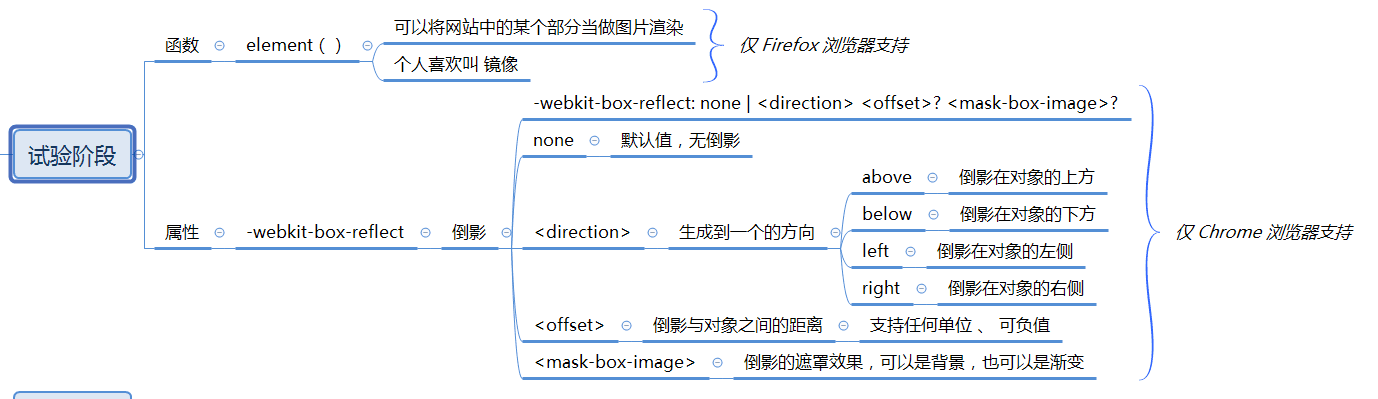 试验阶段
函数
element（ ）
可以将网站中的某个部分当做图片渲染
个人喜欢叫 镜像
仅 Firefox 浏览器支持
属性
-webkit-box-reflect
倒影
-webkit-box-reflect: none | <direction> <offset>? <mask-box-image>?
none
默认值，无倒影
<direction>
生成到一个的方向
above
倒影在对象的上方
below
倒影在对象的下方
left
倒影在对象的左侧
right
倒影在对象的右侧
<offset>
倒影与对象之间的距离
支持任何单位 、 可负值
<mask-box-image>
倒影的遮罩效果，可以是背景，也可以是渐变
仅 Chrome 浏览器支持